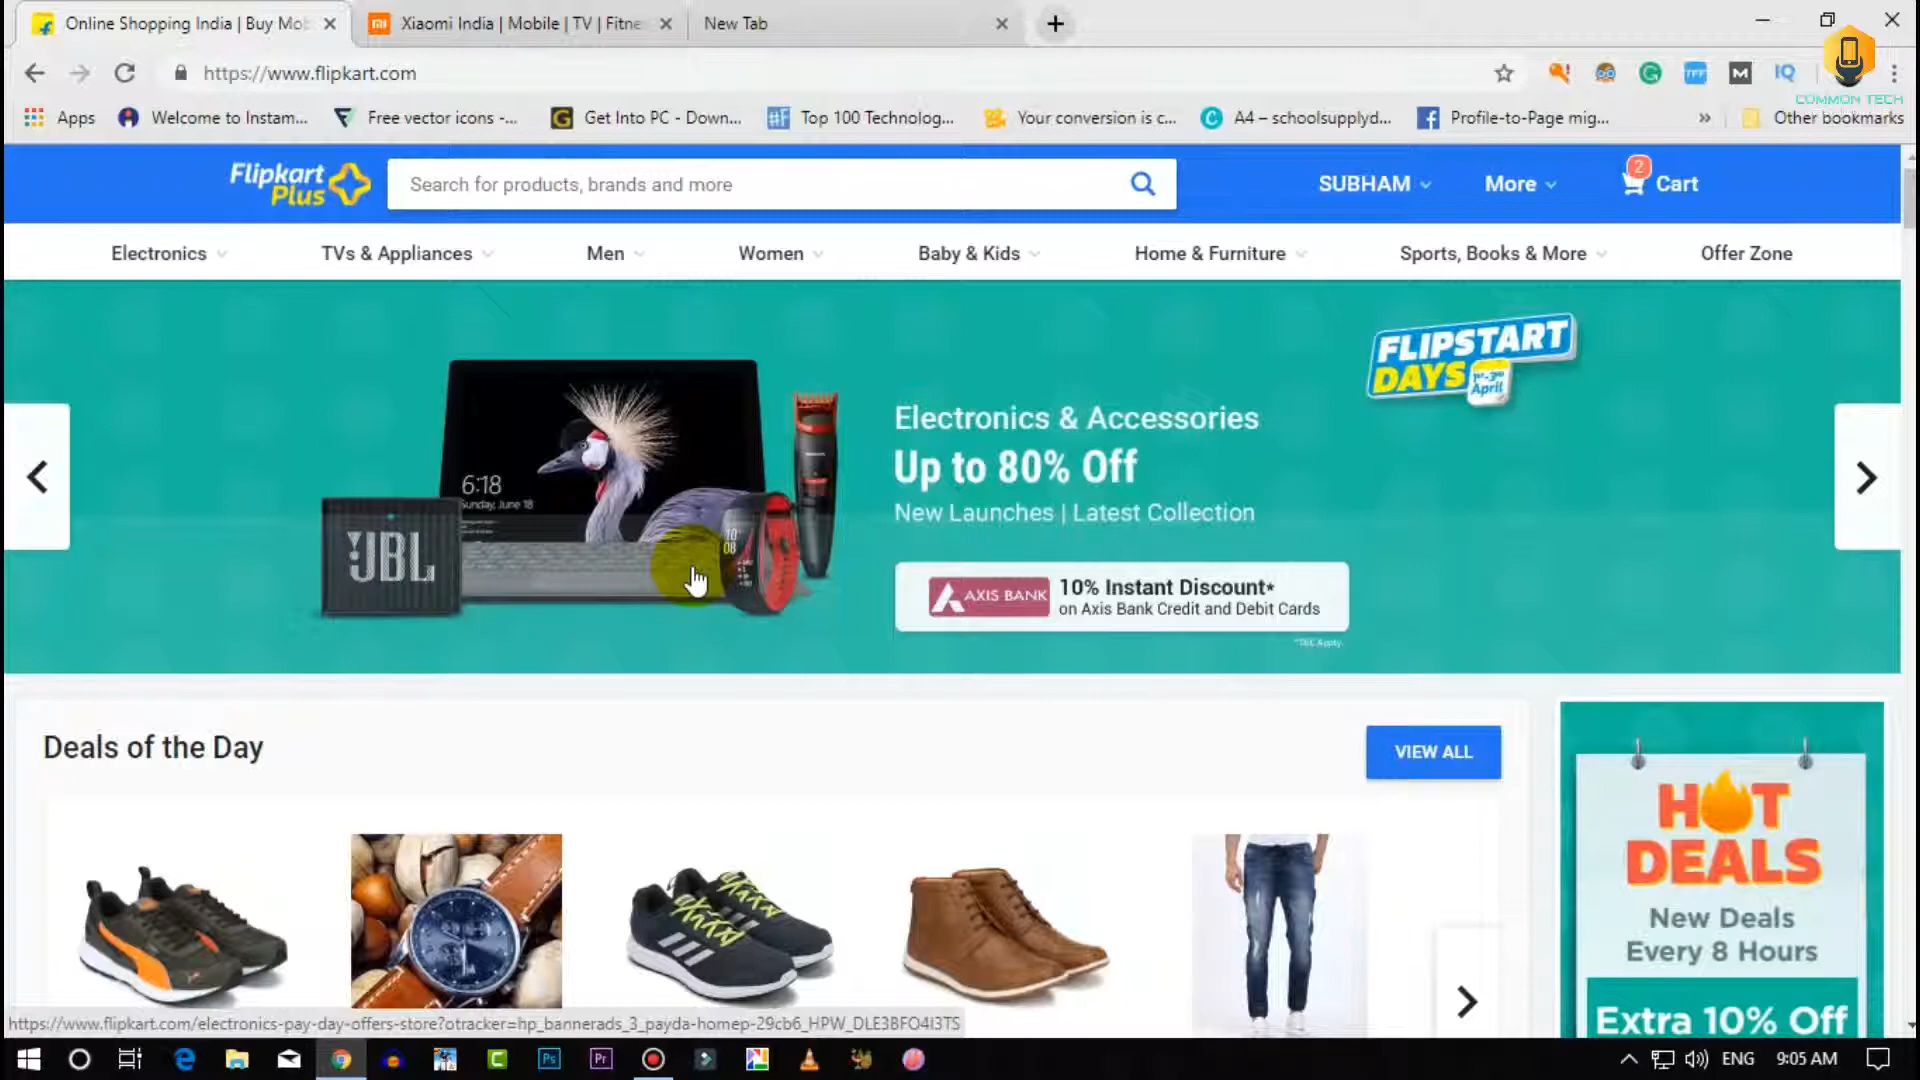 Online Shopping India | Buy Mob
Xiaomi India | Mobile | TV | Fitne
New Tab
https://www.flipkart.com
COMMON TECH
Apps
Welcome to Instam...
Free vector icons -...
Get Into PC - Down...
Top 100 Technolog...
Your conversion is c...
A4 – schoolsupplyd...
Profile-to-Page mig...
»
Other bookmarks
Flipkart
Plus
Search for products, brands and more
SUBHAM
More
2
Cart
Electronics
TVs & Appliances
Men
Women
Baby & Kids
Home & Furniture
Sports, Books & More
Offer Zone
FLIPSTART
DAYS
1st-3rd
April
6:18
Sunday, June 18
JBL
10
08
Electronics & Accessories
Up to 80% Off
New Launches | Latest Collection
AXIS BANK
10% Instant Discount*
on Axis Bank Credit and Debit Cards
*T&C Apply.
Deals of the Day
VIEW ALL
HOT
DEALS
New Deals
Every 8 Hours
Extra 10% Off
https://www.flipkart.com/electronics-pay-day-offers-store?otracker=hp_bannerads_3_payda-homep-29cb6_HPW_DLE3BFO4I3TS
Ps
Pr
ENG
9:05 AM